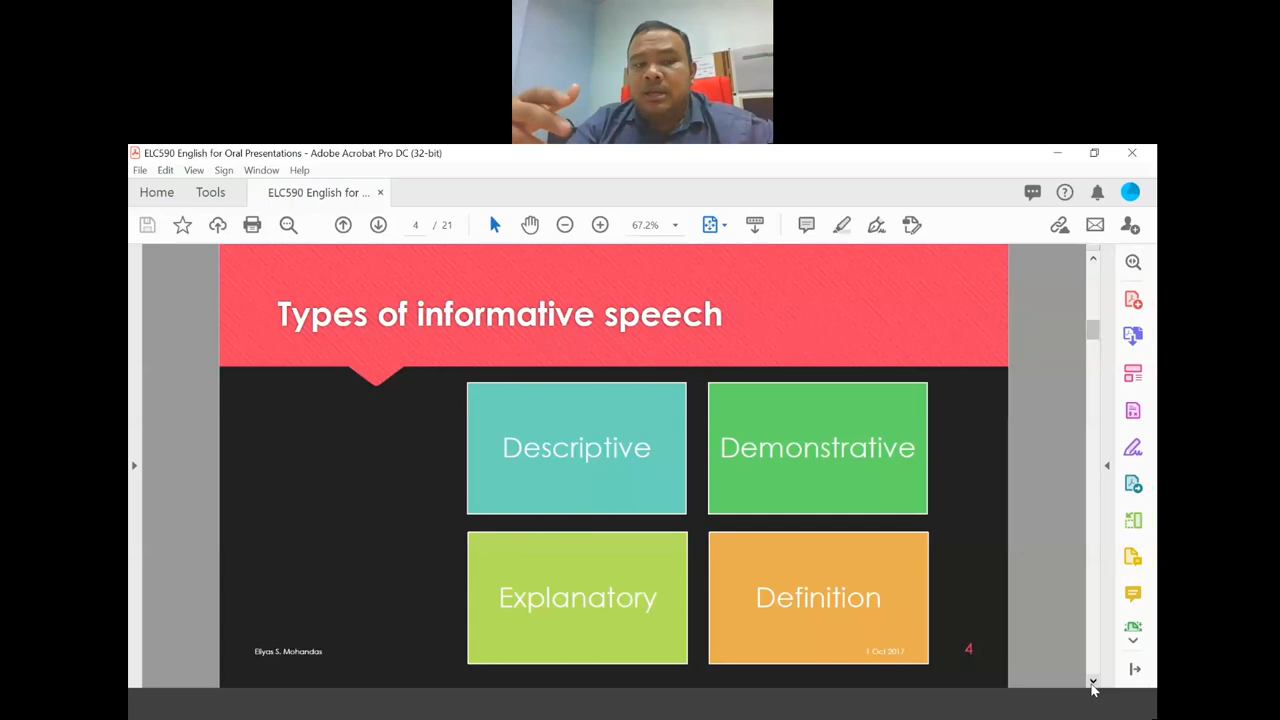 ELC590 English for Oral Presentations - Adobe Acrobat Pro DC (32-bit)
File Edit View Sign Window Help
Home Tools ELC590 English for ... ×
4 / 21 67.2%
Types of informative speech
Descriptive Demonstrative
Explanatory Definition
Eliyas S. Mohandas 1 Oct 2017 4